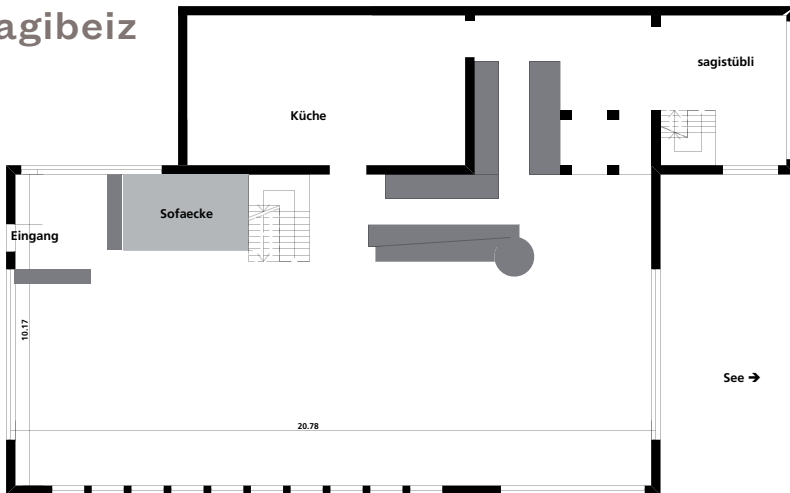 agibeiz
sagistübli
Küche
Sofaecke
Eingang
10.17
See →
20.78